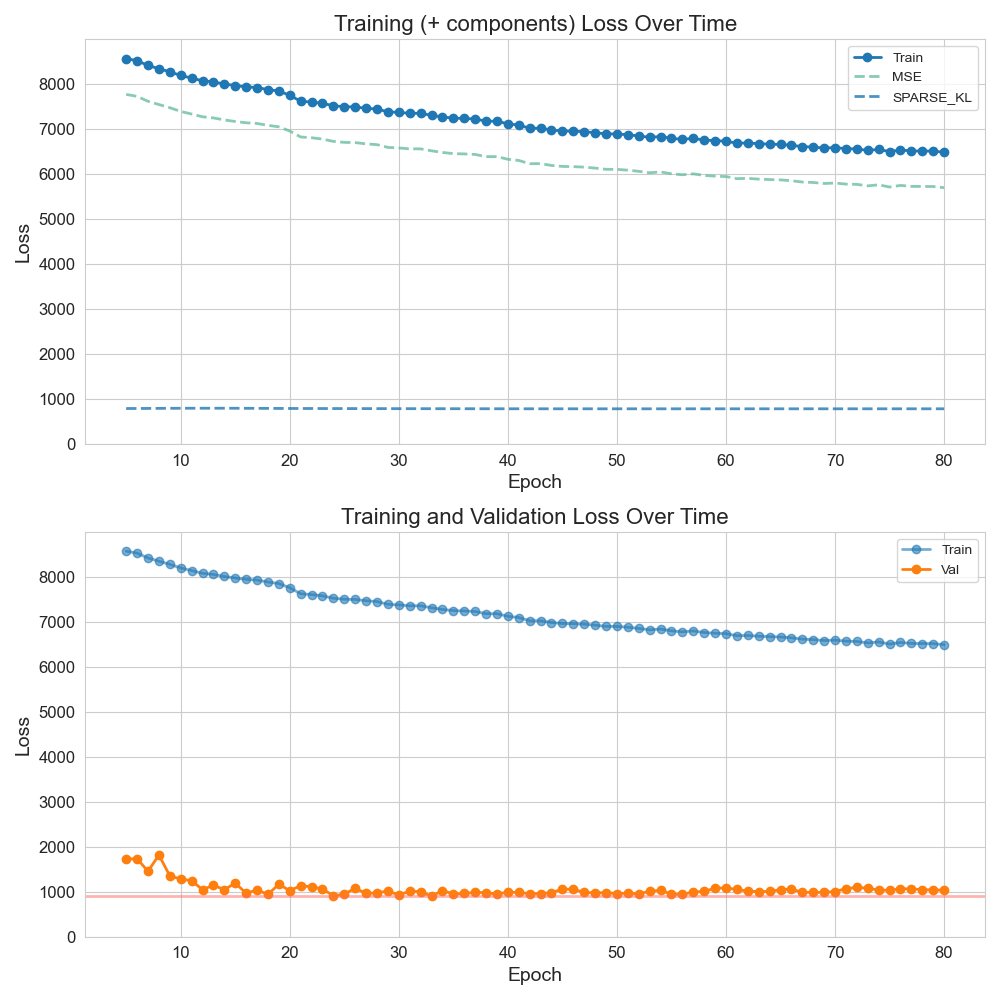 Training (+ components) Loss Over Time
Train
MSE
SPARSE_KL
8000
7000
6000
5000
4000
3000
2000
1000
0
Loss
10 20 30 40 50 60 70 80
Epoch
Training and Validation Loss Over Time
Train
Val
8000
7000
6000
5000
4000
3000
2000
1000
0
Loss
10 20 30 40 50 60 70 80
Epoch